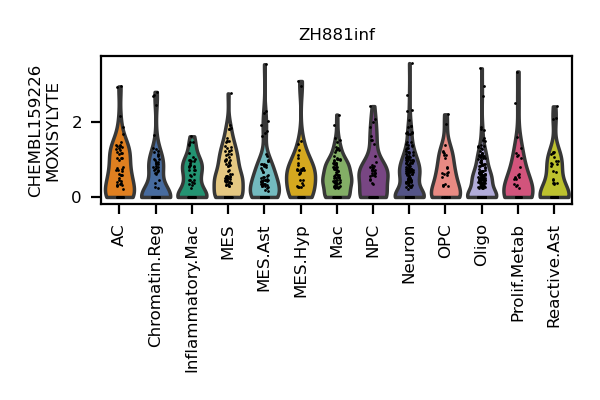 ZH881inf
CHEMBL159226
MOXISYLYTE
2
0
AC
Chromatin.Reg
Inflammatory.Mac
MES
MES.Ast
MES.Hyp
Mac
NPC
Neuron
OPC
Oligo
Prolif.Metab
Reactive.Ast